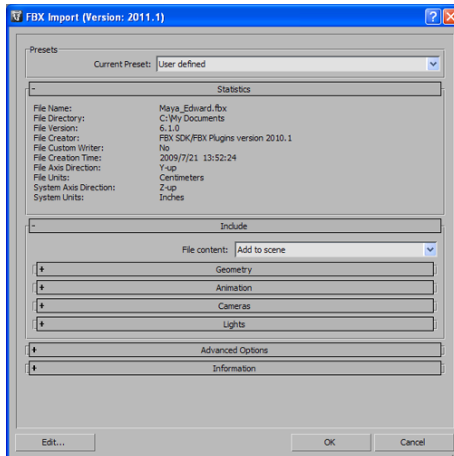 FBX Import (Version: 2011.1)
Presets
Current Preset: User defined
- Statistics
File Name: Maya_Edward.fbx
File Directory: C:\My Documents
File Version: 6.1.0
File Creator: FBX SDK/FBX Plugins version 2010.1
File Custom Writer: No
File Creation Time: 2009/7/21 13:52:24
File Axis Direction: Y-up
File Units: Centimeters
System Axis Direction: Z-up
System Units: Inches
- Include
File content: Add to scene
+ Geometry
+ Animation
+ Cameras
+ Lights
+ Advanced Options
+ Information
Edit... OK Cancel